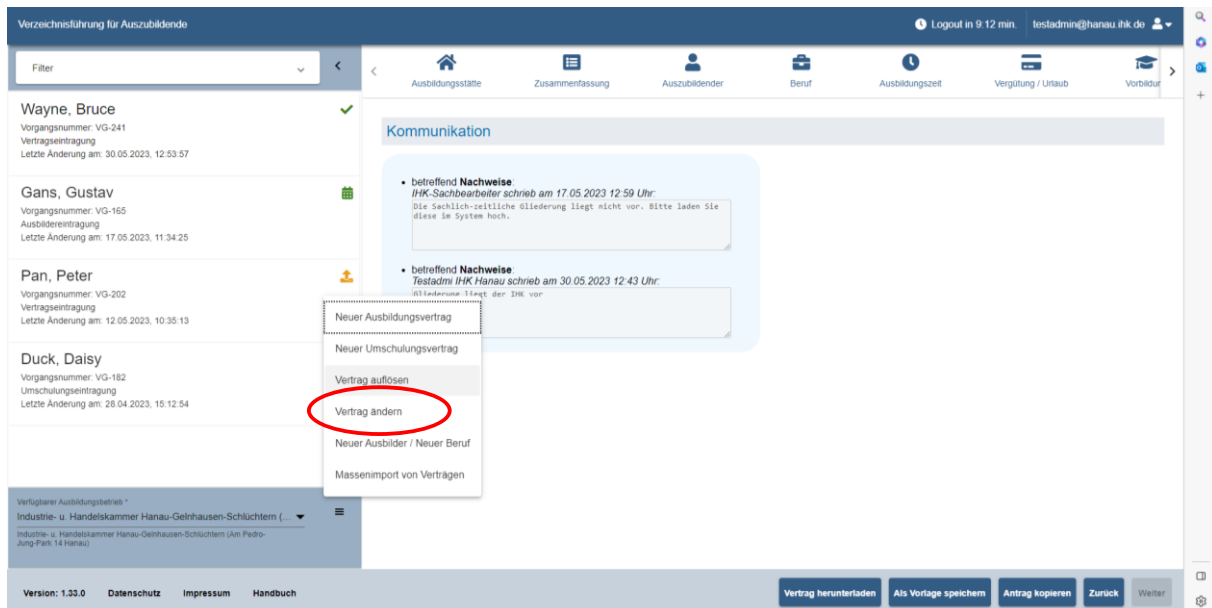 Verzeichnisführung für Auszubildende
Logout in 9:12 min.
testadmin@hanau.ihk.de
Filter
Wayne, Bruce
Vorgangsnummer: VG-241
Vertragseintragung
Letzte Änderung am: 30.05.2023, 12:53:57
Gans, Gustav
Vorgangsnummer: VG-165
Ausbildereintragung
Letzte Änderung am: 17.05.2023, 11:34:25
Pan, Peter
Vorgangsnummer: VG-202
Vertragseintragung
Letzte Änderung am: 12.05.2023, 10:35:13
Duck, Daisy
Vorgangsnummer: VG-182
Umschulungseintragung
Letzte Änderung am: 28.04.2023, 15:12:54
Verfügbarer Ausbildungsbetrieb *
Industrie- u. Handelskammer Hanau-Gelnhausen-Schlüchtern (...
Industrie- u. Handelskammer Hanau-Gelnhausen-Schlüchtern (Am Pedro-
Jung-Park 14 Hanau)
Ausbildungsstätte
Zusammenfassung
Auszubildender
Beruf
Ausbildungszeit
Vergütung / Urlaub
Vorbildur
Kommunikation
betreffend Nachweise:
IHK-Sachbearbeiter schrieb am 17.05.2023 12:59 Uhr:
Die Sachlich-zeitliche Gliederung liegt nicht vor. Bitte laden Sie
diese im System hoch.
betreffend Nachweise:
Testadmi IHK Hanau schrieb am 30.05.2023 12:43 Uhr:
Gliederung liegt der IHK vor
Neuer Ausbildungsvertrag
Neuer Umschulungsvertrag
Vertrag auflösen
Vertrag ändern
Neuer Ausbilder / Neuer Beruf
Massenimport von Verträgen
Version: 1.33.0
Datenschutz
Impressum
Handbuch
Vertrag herunterladen
Als Vorlage speichern
Antrag kopieren
Zurück
Weiter